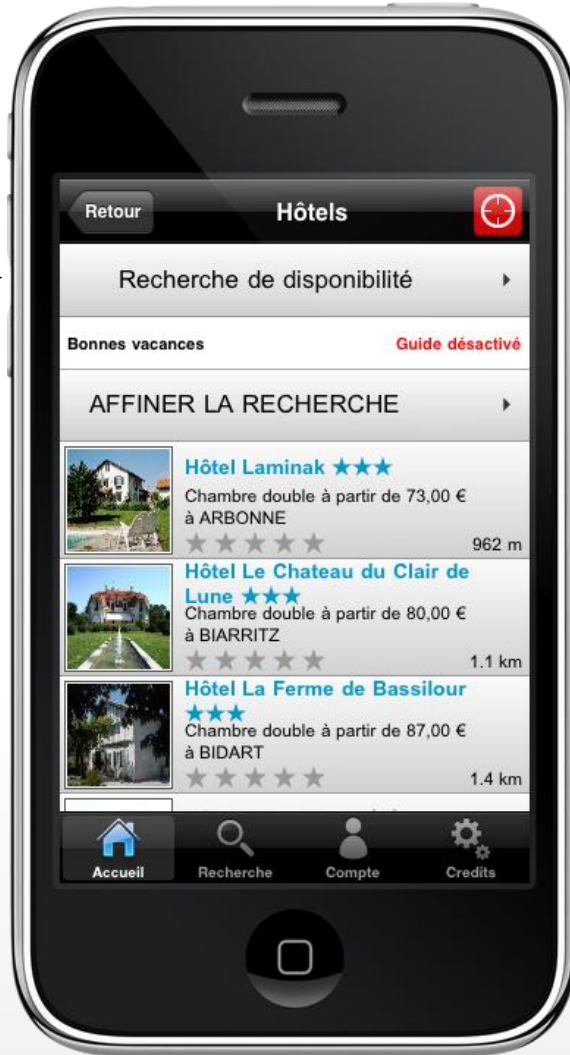 Retour
Hôtels
Recherche de disponibilité
Bonnes vacances
Guide désactivé
AFFINER LA RECHERCHE
Hôtel Laminak ★★★
Chambre double à partir de 73,00 €
à ARBONNE
962 m
Hôtel Le Chateau du Clair de
Lune ★★★
Chambre double à partir de 80,00 €
à BIARRITZ
1.1 km
Hôtel La Ferme de Bassilour
★★★
Chambre double à partir de 87,00 €
à BIDART
1.4 km
Accueil
Recherche
Compte
Credits